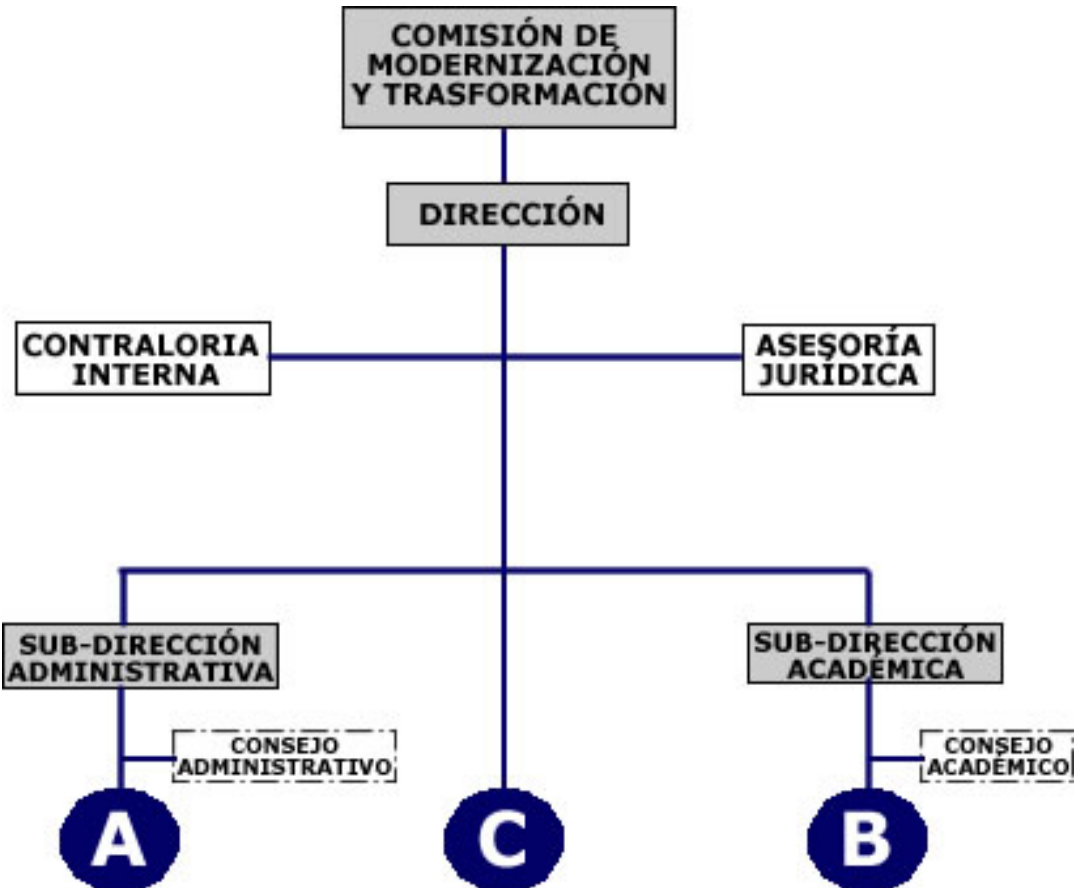 COMISIÓN DE
MODERNIZACIÓN
Y TRASFORMACIÓN
DIRECCIÓN
CONTRALORIA
INTERNA
ASESORÍA
JURÍDICA
SUB-DIRECCIÓN
ADMINISTRATIVA
SUB-DIRECCIÓN
ACADÉMICA
CONSEJO
ADMINISTRATIVO
CONSEJO
ACADÉMICO
A
C
B